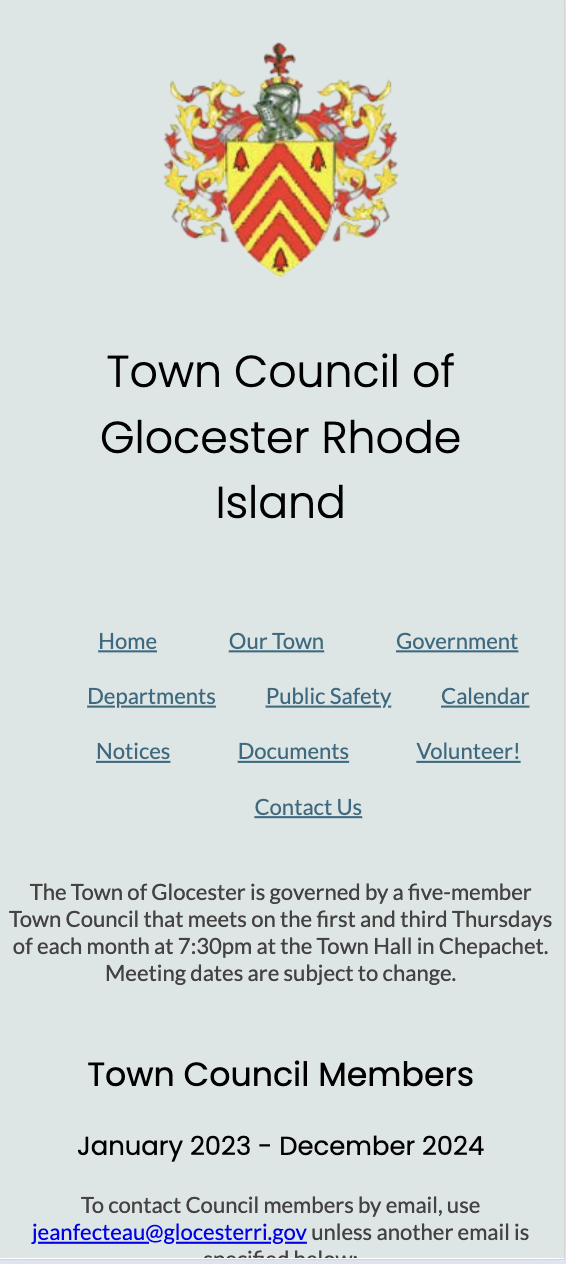 Town Council of
Glocester Rhode
Island
Home Our Town Government
Departments Public Safety Calendar
Notices Documents Volunteer!
Contact Us
The Town of Glocester is governed by a five-member
Town Council that meets on the first and third Thursdays
of each month at 7:30pm at the Town Hall in Chepachet.
Meeting dates are subject to change.
Town Council Members
January 2023 - December 2024
To contact Council members by email, use
jeanfecteau@glocesterri.gov unless another email is
specified below: